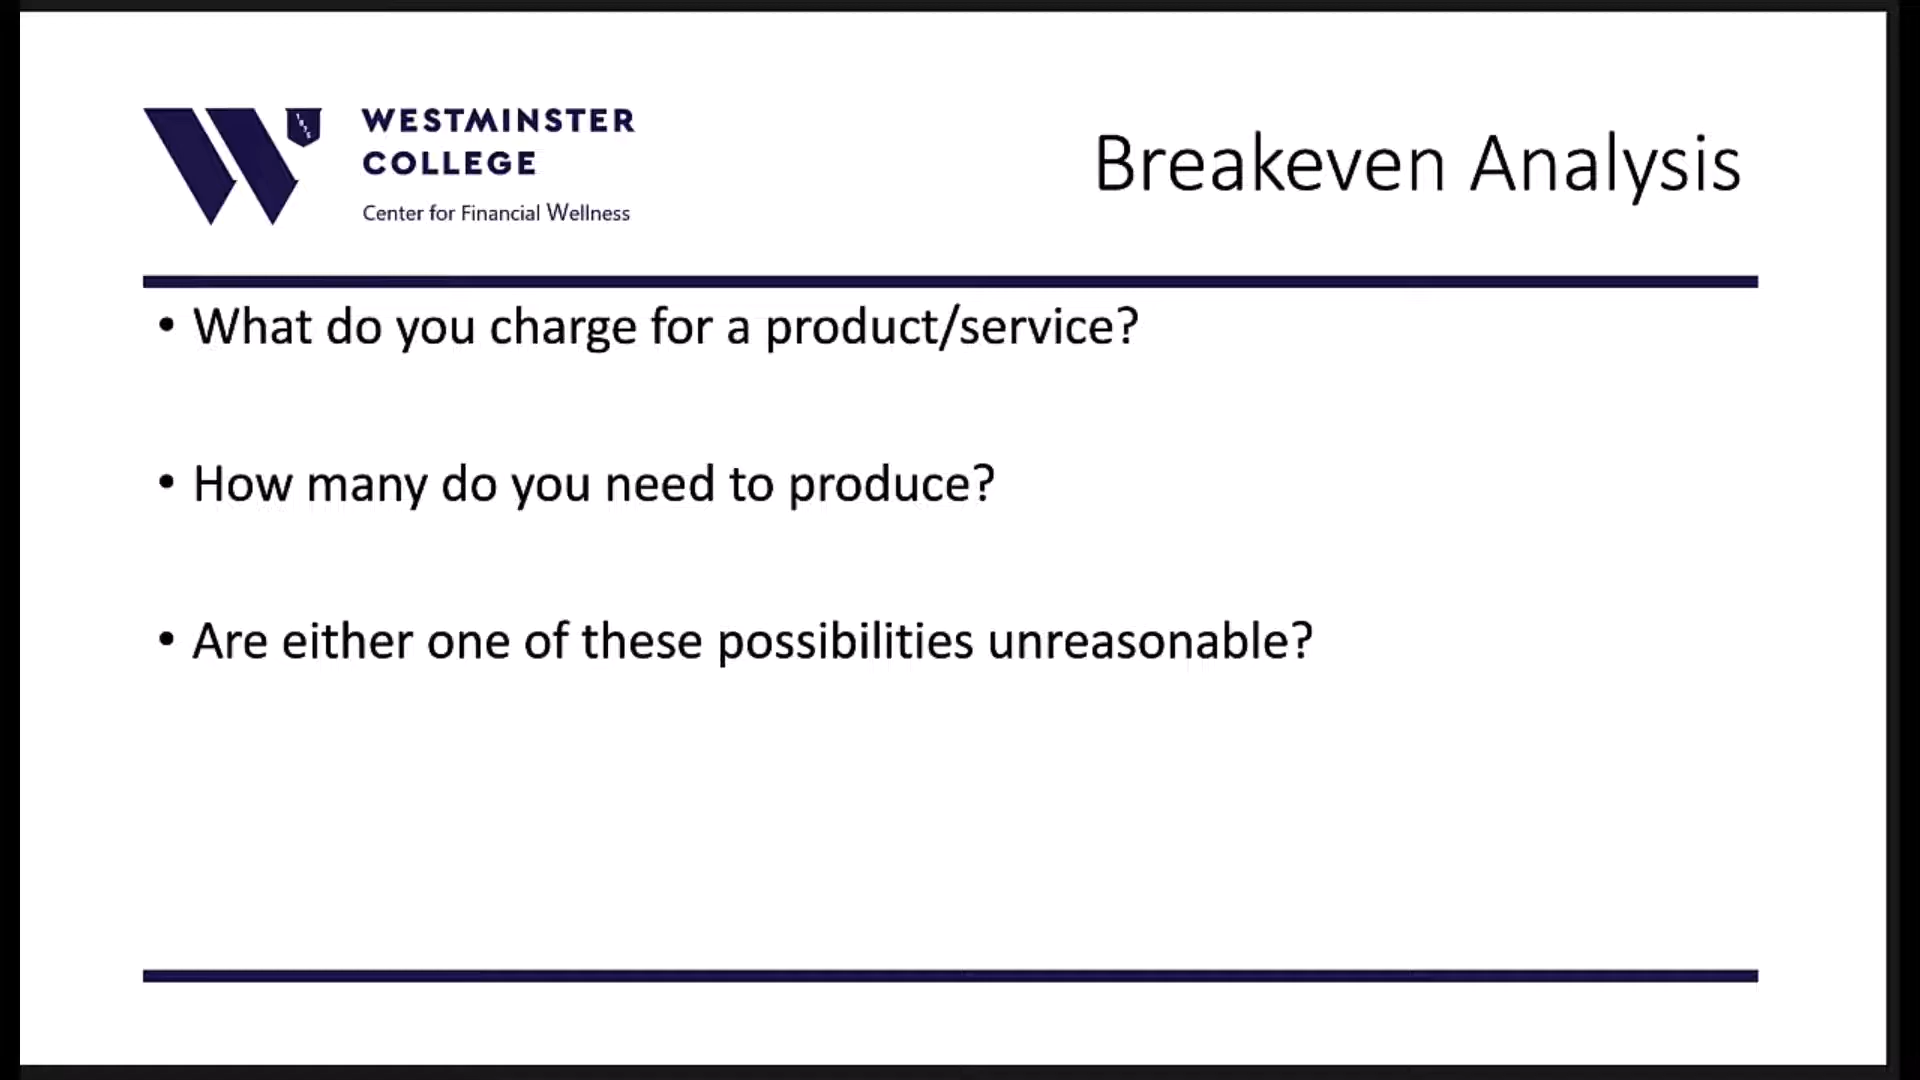 WESTMINSTER
COLLEGE
Center for Financial Wellness
Breakeven Analysis
• What do you charge for a product/service?
• How many do you need to produce?
• Are either one of these possibilities unreasonable?